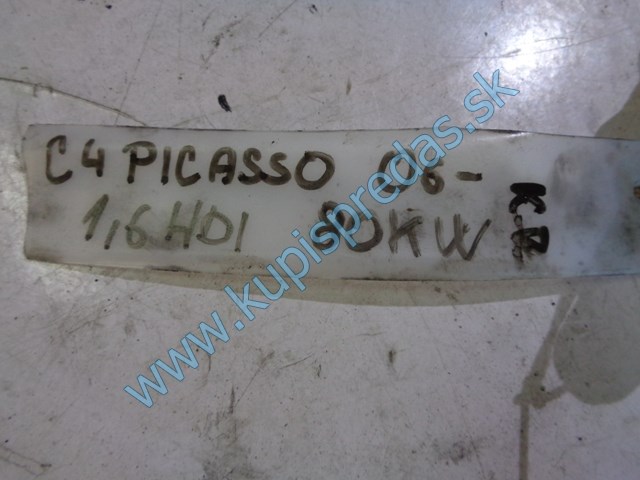 C4 PICASSO 06-
1,6 HDI 80KW
www.kupispredas.sk